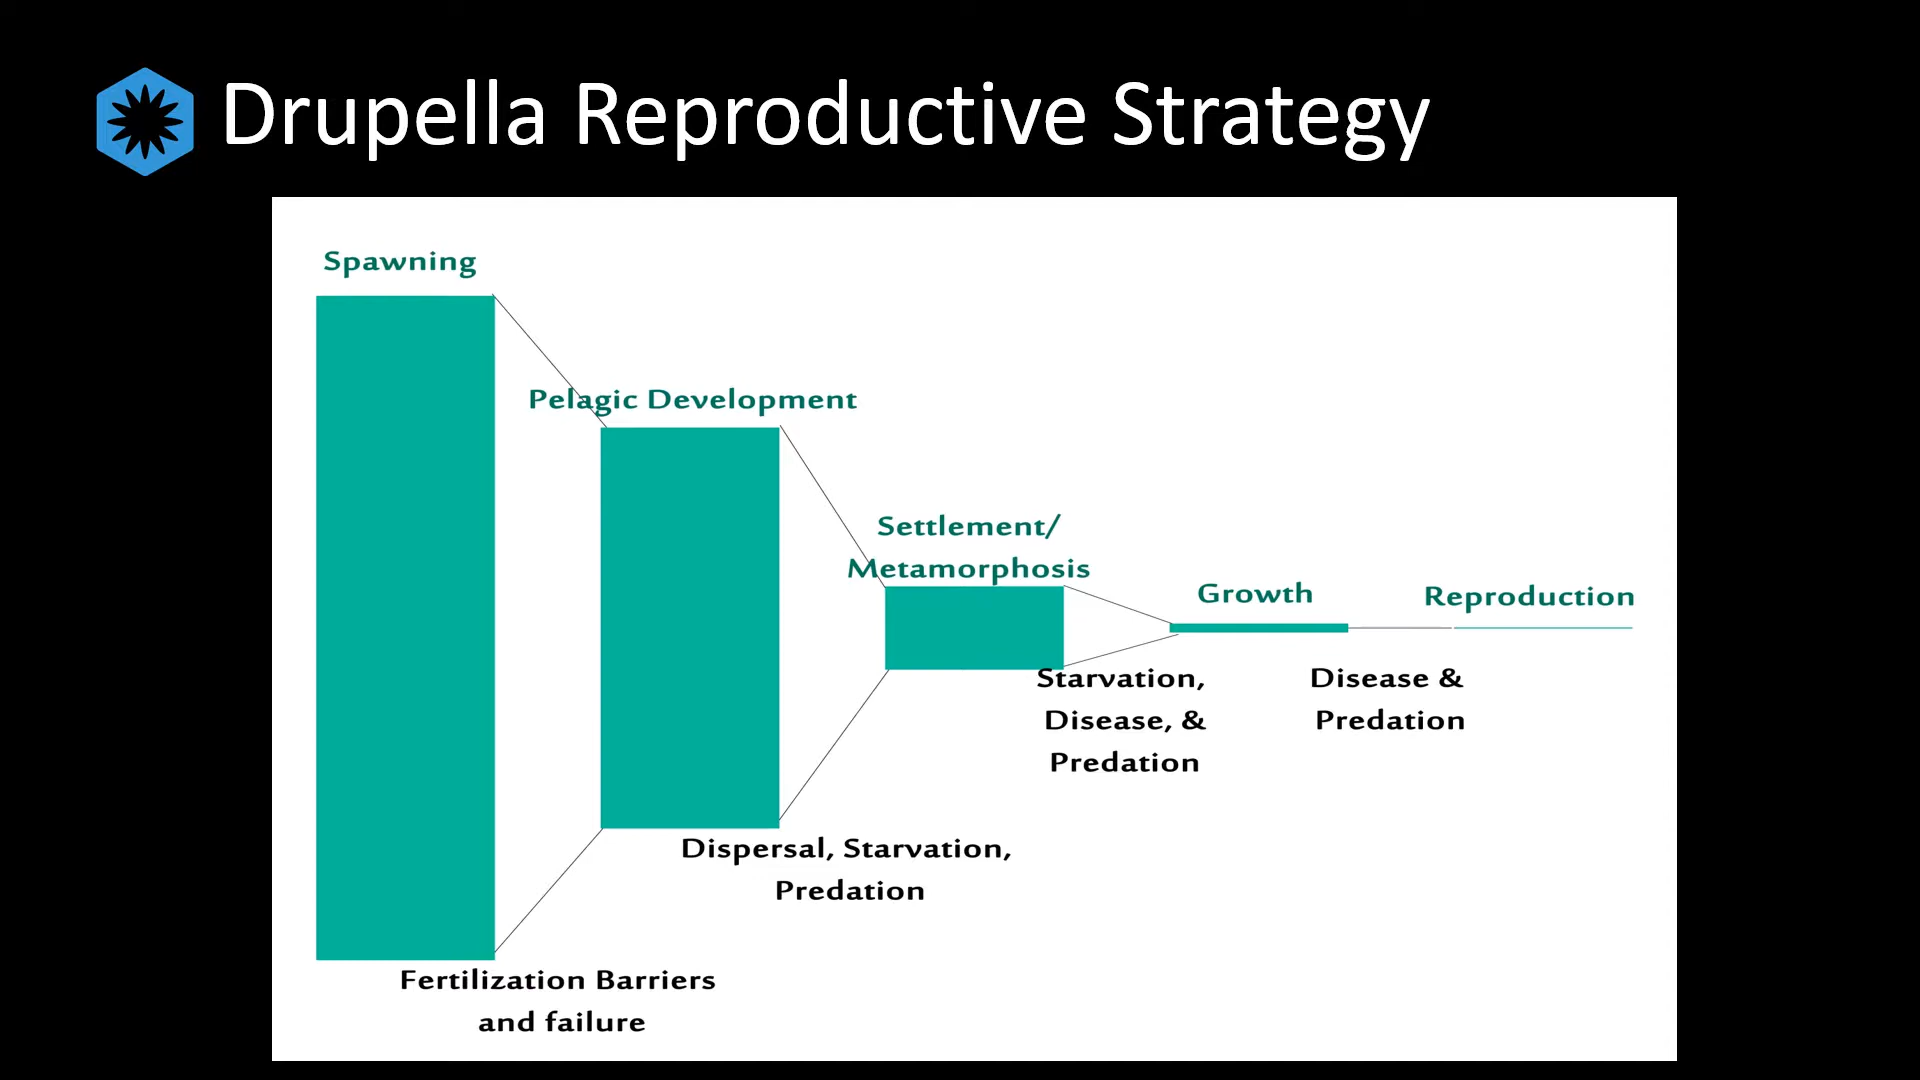 Drupella Reproductive Strategy
Spawning
Pelagic Development
Settlement/
Metamorphosis
Growth
Reproduction
Starvation,
Disease, &
Predation
Disease &
Predation
Dispersal, Starvation,
Predation
Fertilization Barriers
and failure